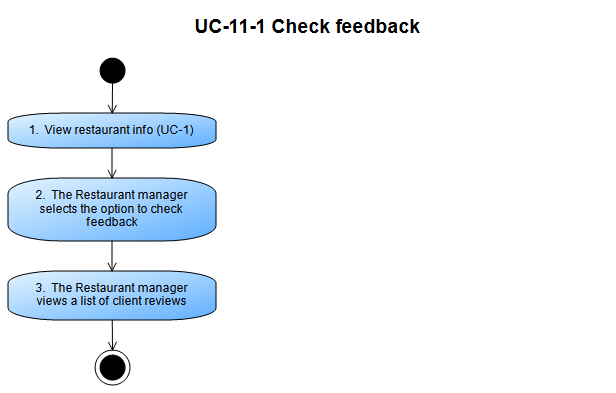 UC-11-1 Check feedback
1. View restaurant info (UC-1)
2. The Restaurant manager
selects the option to check
feedback
3. The Restaurant manager
views a list of client reviews